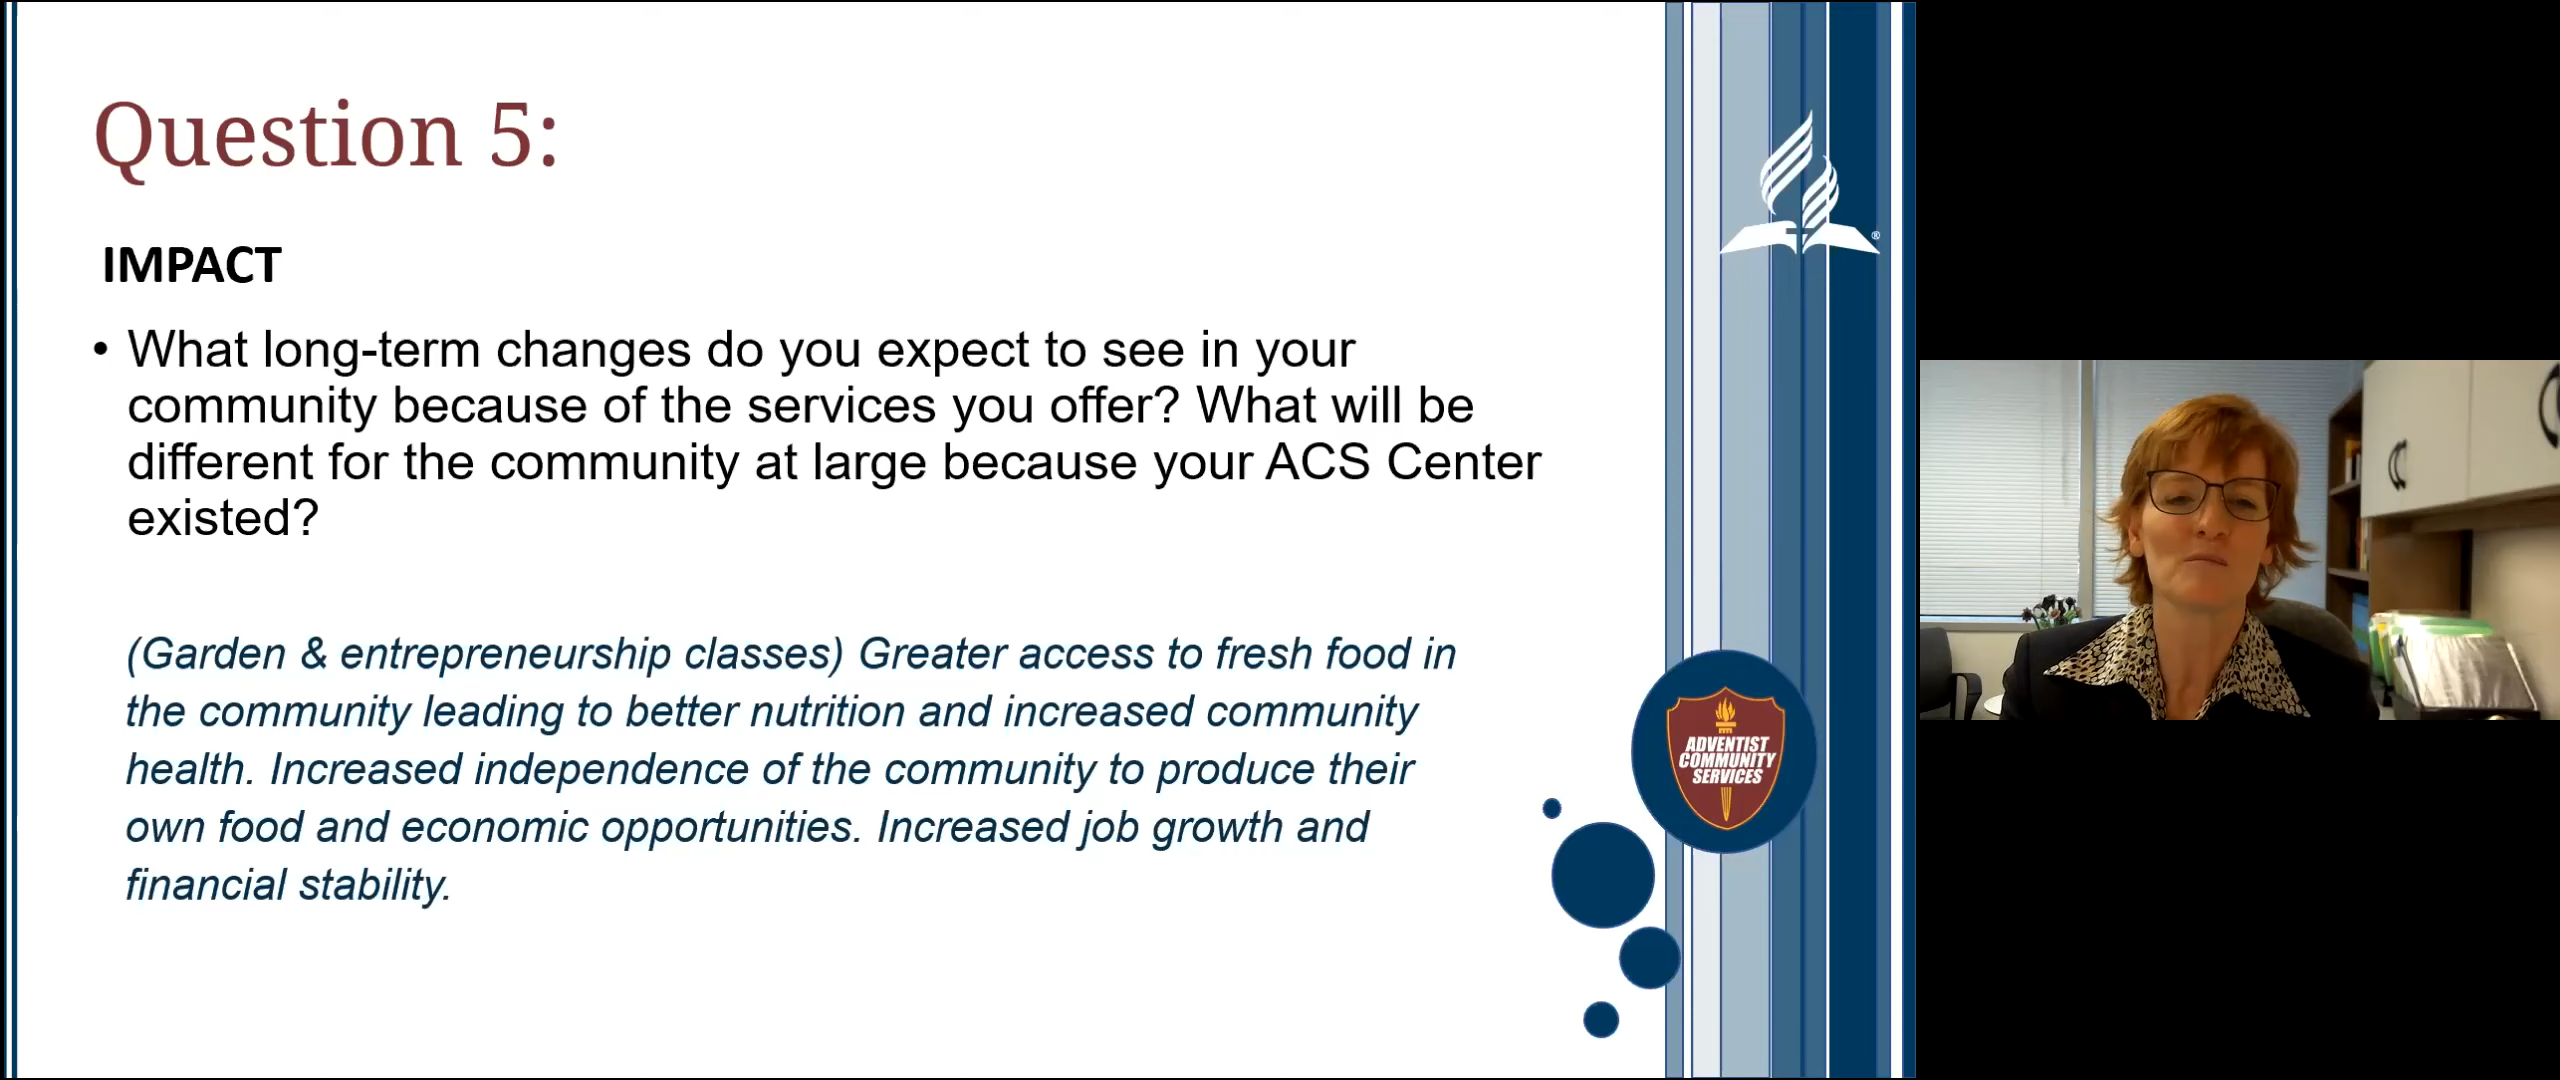 Question 5:
IMPACT
• What long-term changes do you expect to see in your
community because of the services you offer? What will be
different for the community at large because your ACS Center
existed?
(Garden & entrepreneurship classes) Greater access to fresh food in
the community leading to better nutrition and increased community
health. Increased independence of the community to produce their
own food and economic opportunities. Increased job growth and
financial stability.
®
ADVENTIST
COMMUNITY
SERVICES